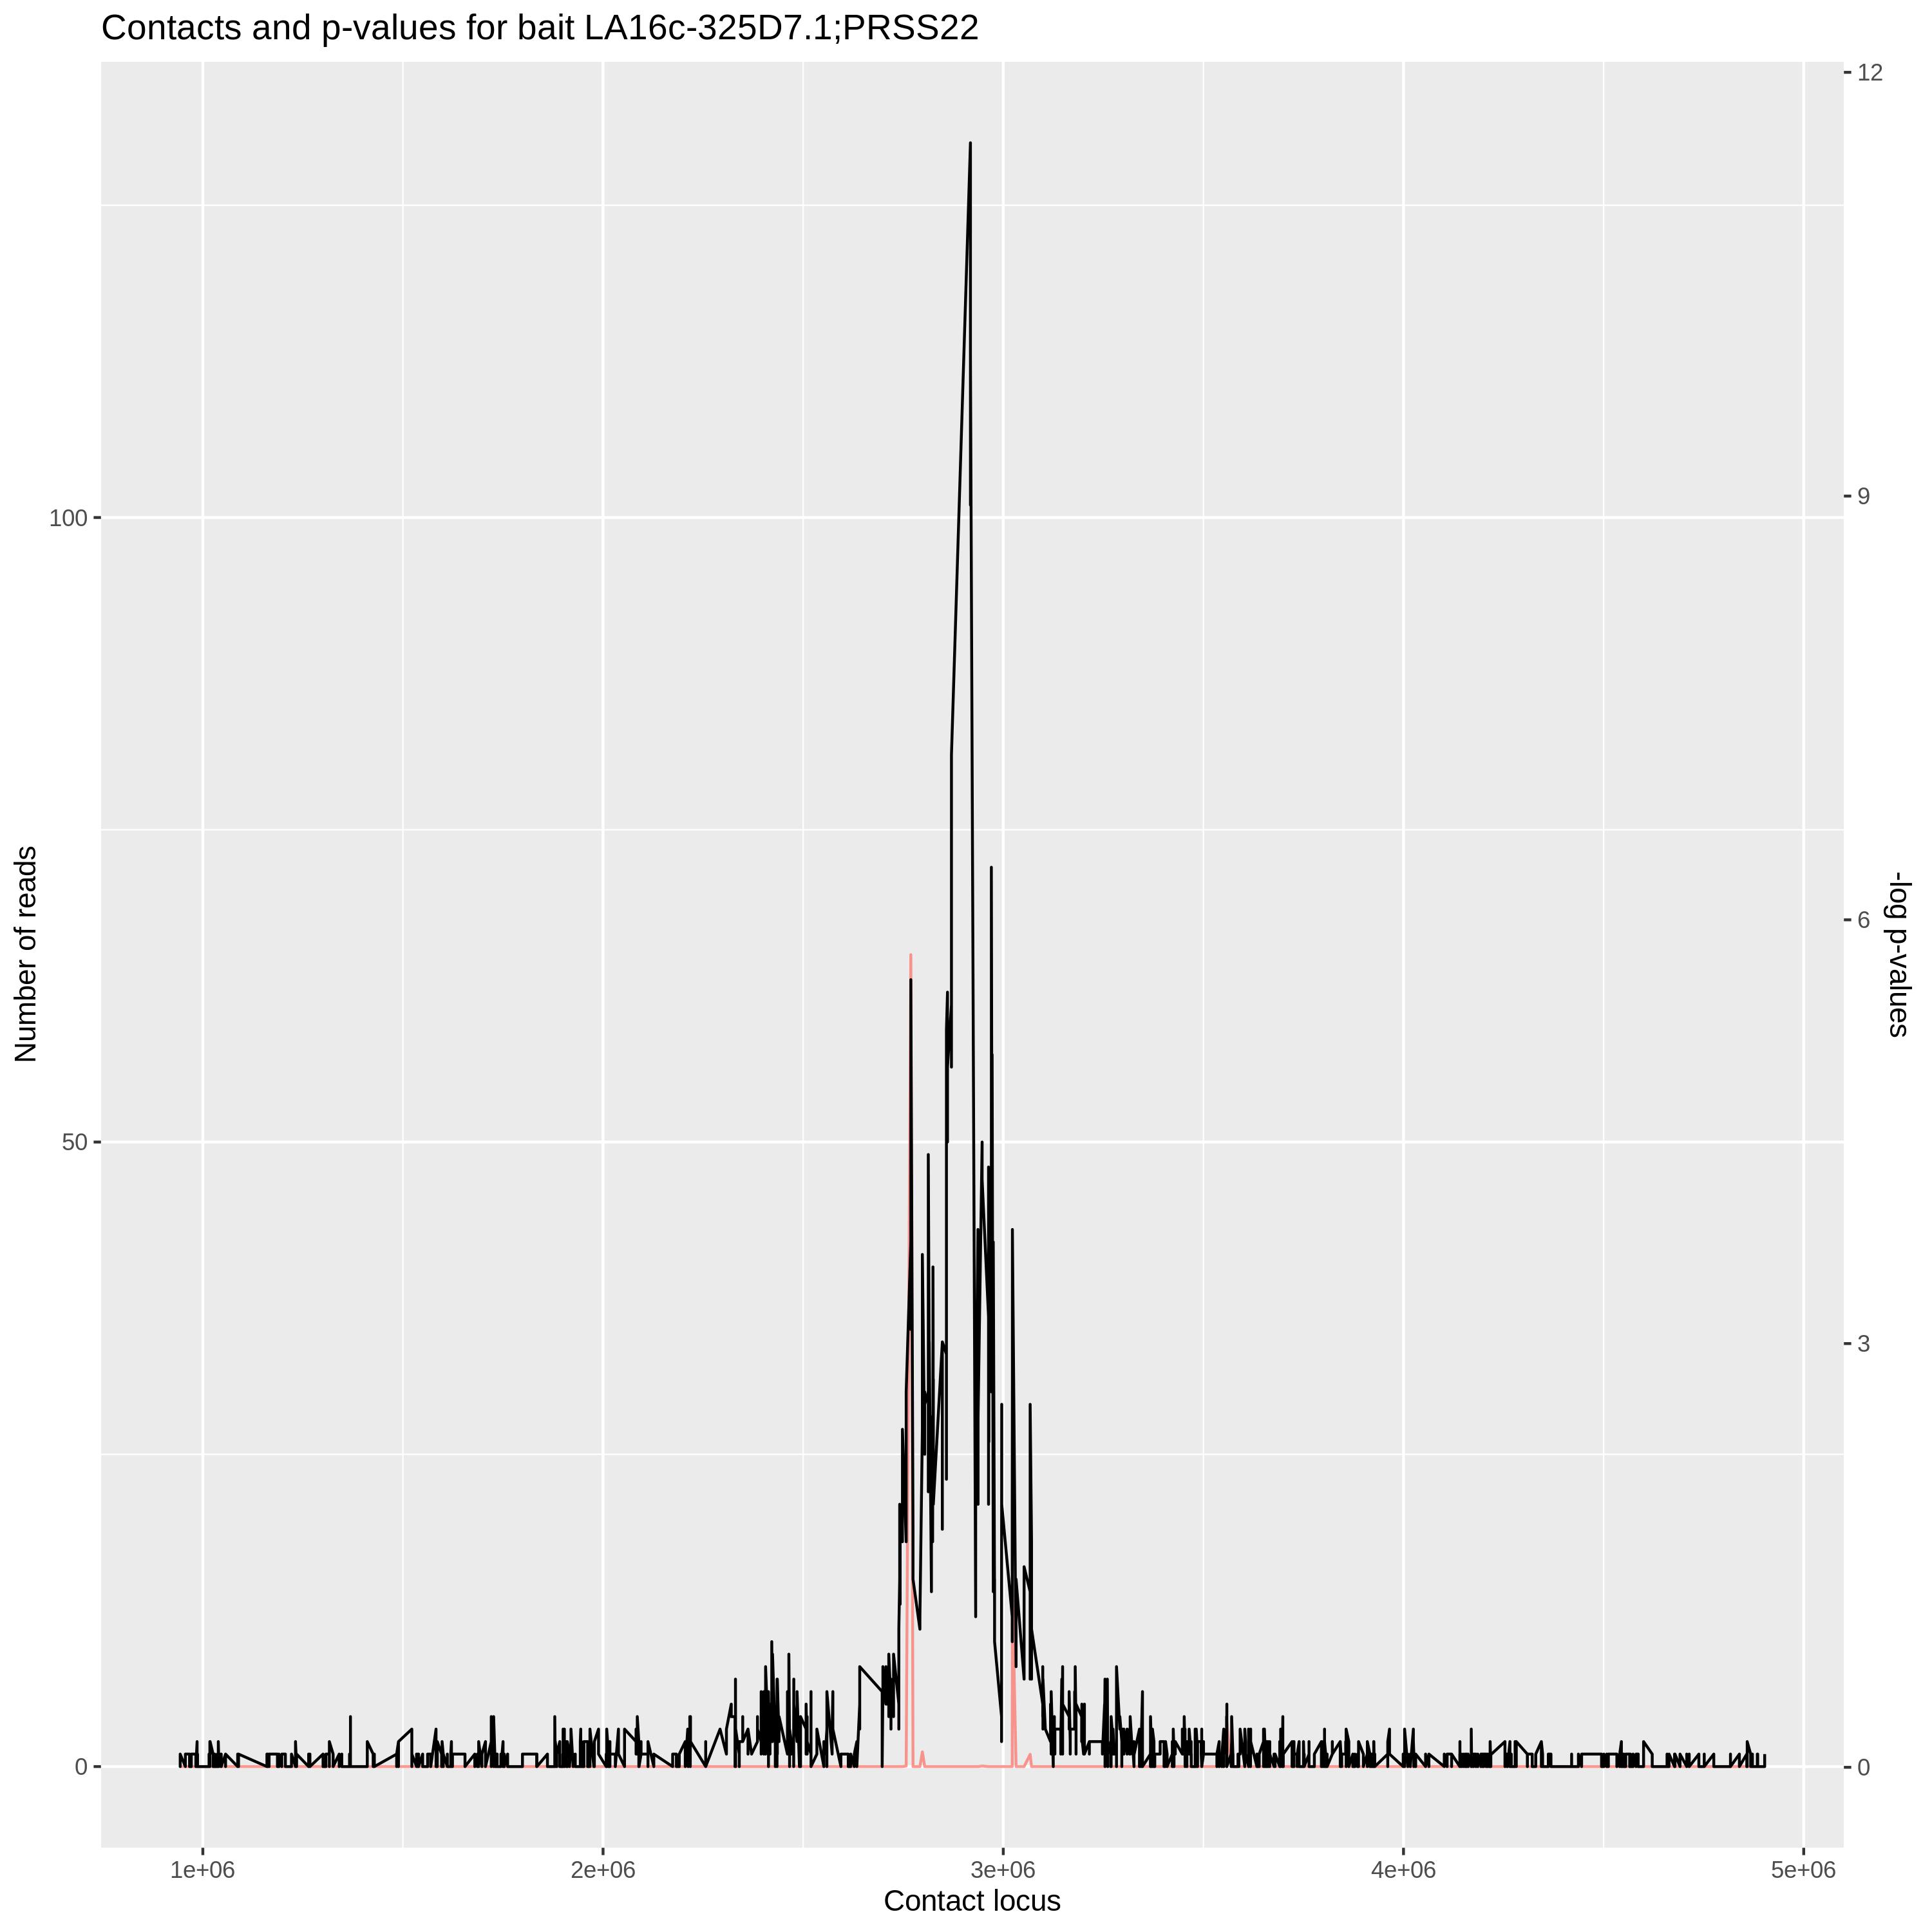 Contacts and p-values for bait LA16c-325D7.1;PRSS22
12
9
6
3
0
100
50
0
Number of reads
-log p-values
1e+06 2e+06 3e+06 4e+06 5e+06
Contact locus